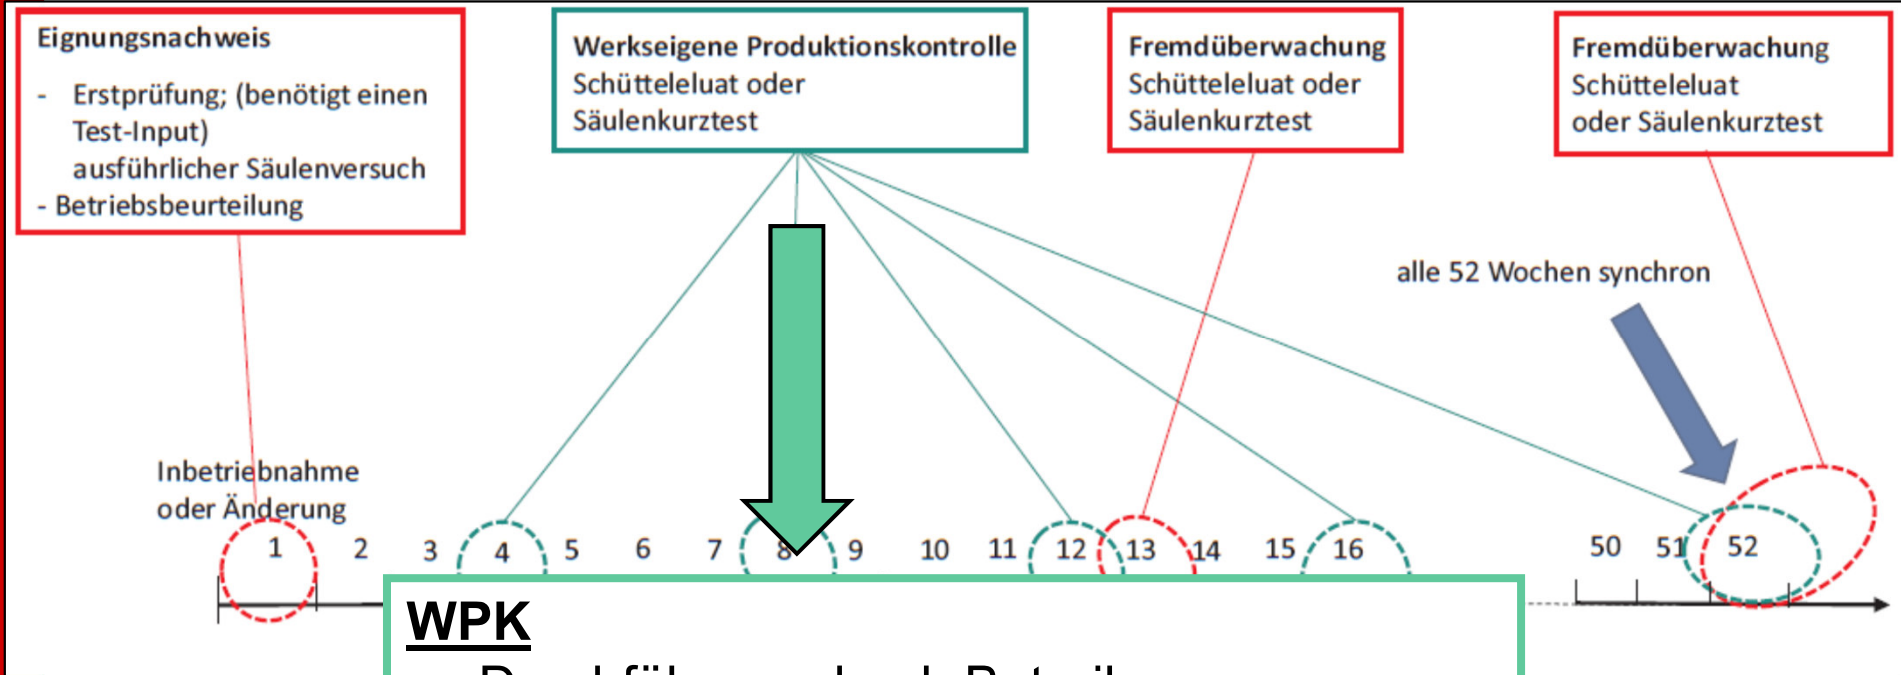 Eignungsnachweis
- Erstprüfung; (benötigt einen
Test-Input)
ausführlicher Säulenversuch
- Betriebsbeurteilung
Werkseigene Produktionskontrolle
Schütteleluat oder
Säulenkurztest
Fremdüberwachung
Schütteleluat oder
Säulenkurztest
Fremdüberwachung
Schütteleluat
oder Säulenkurztest
alle 52 Wochen synchron
Inbetriebnahme
oder Änderung
1 2 3 4 5 6 7 8 9 10 11 12 13 14 15 16 50 51 52
WPK